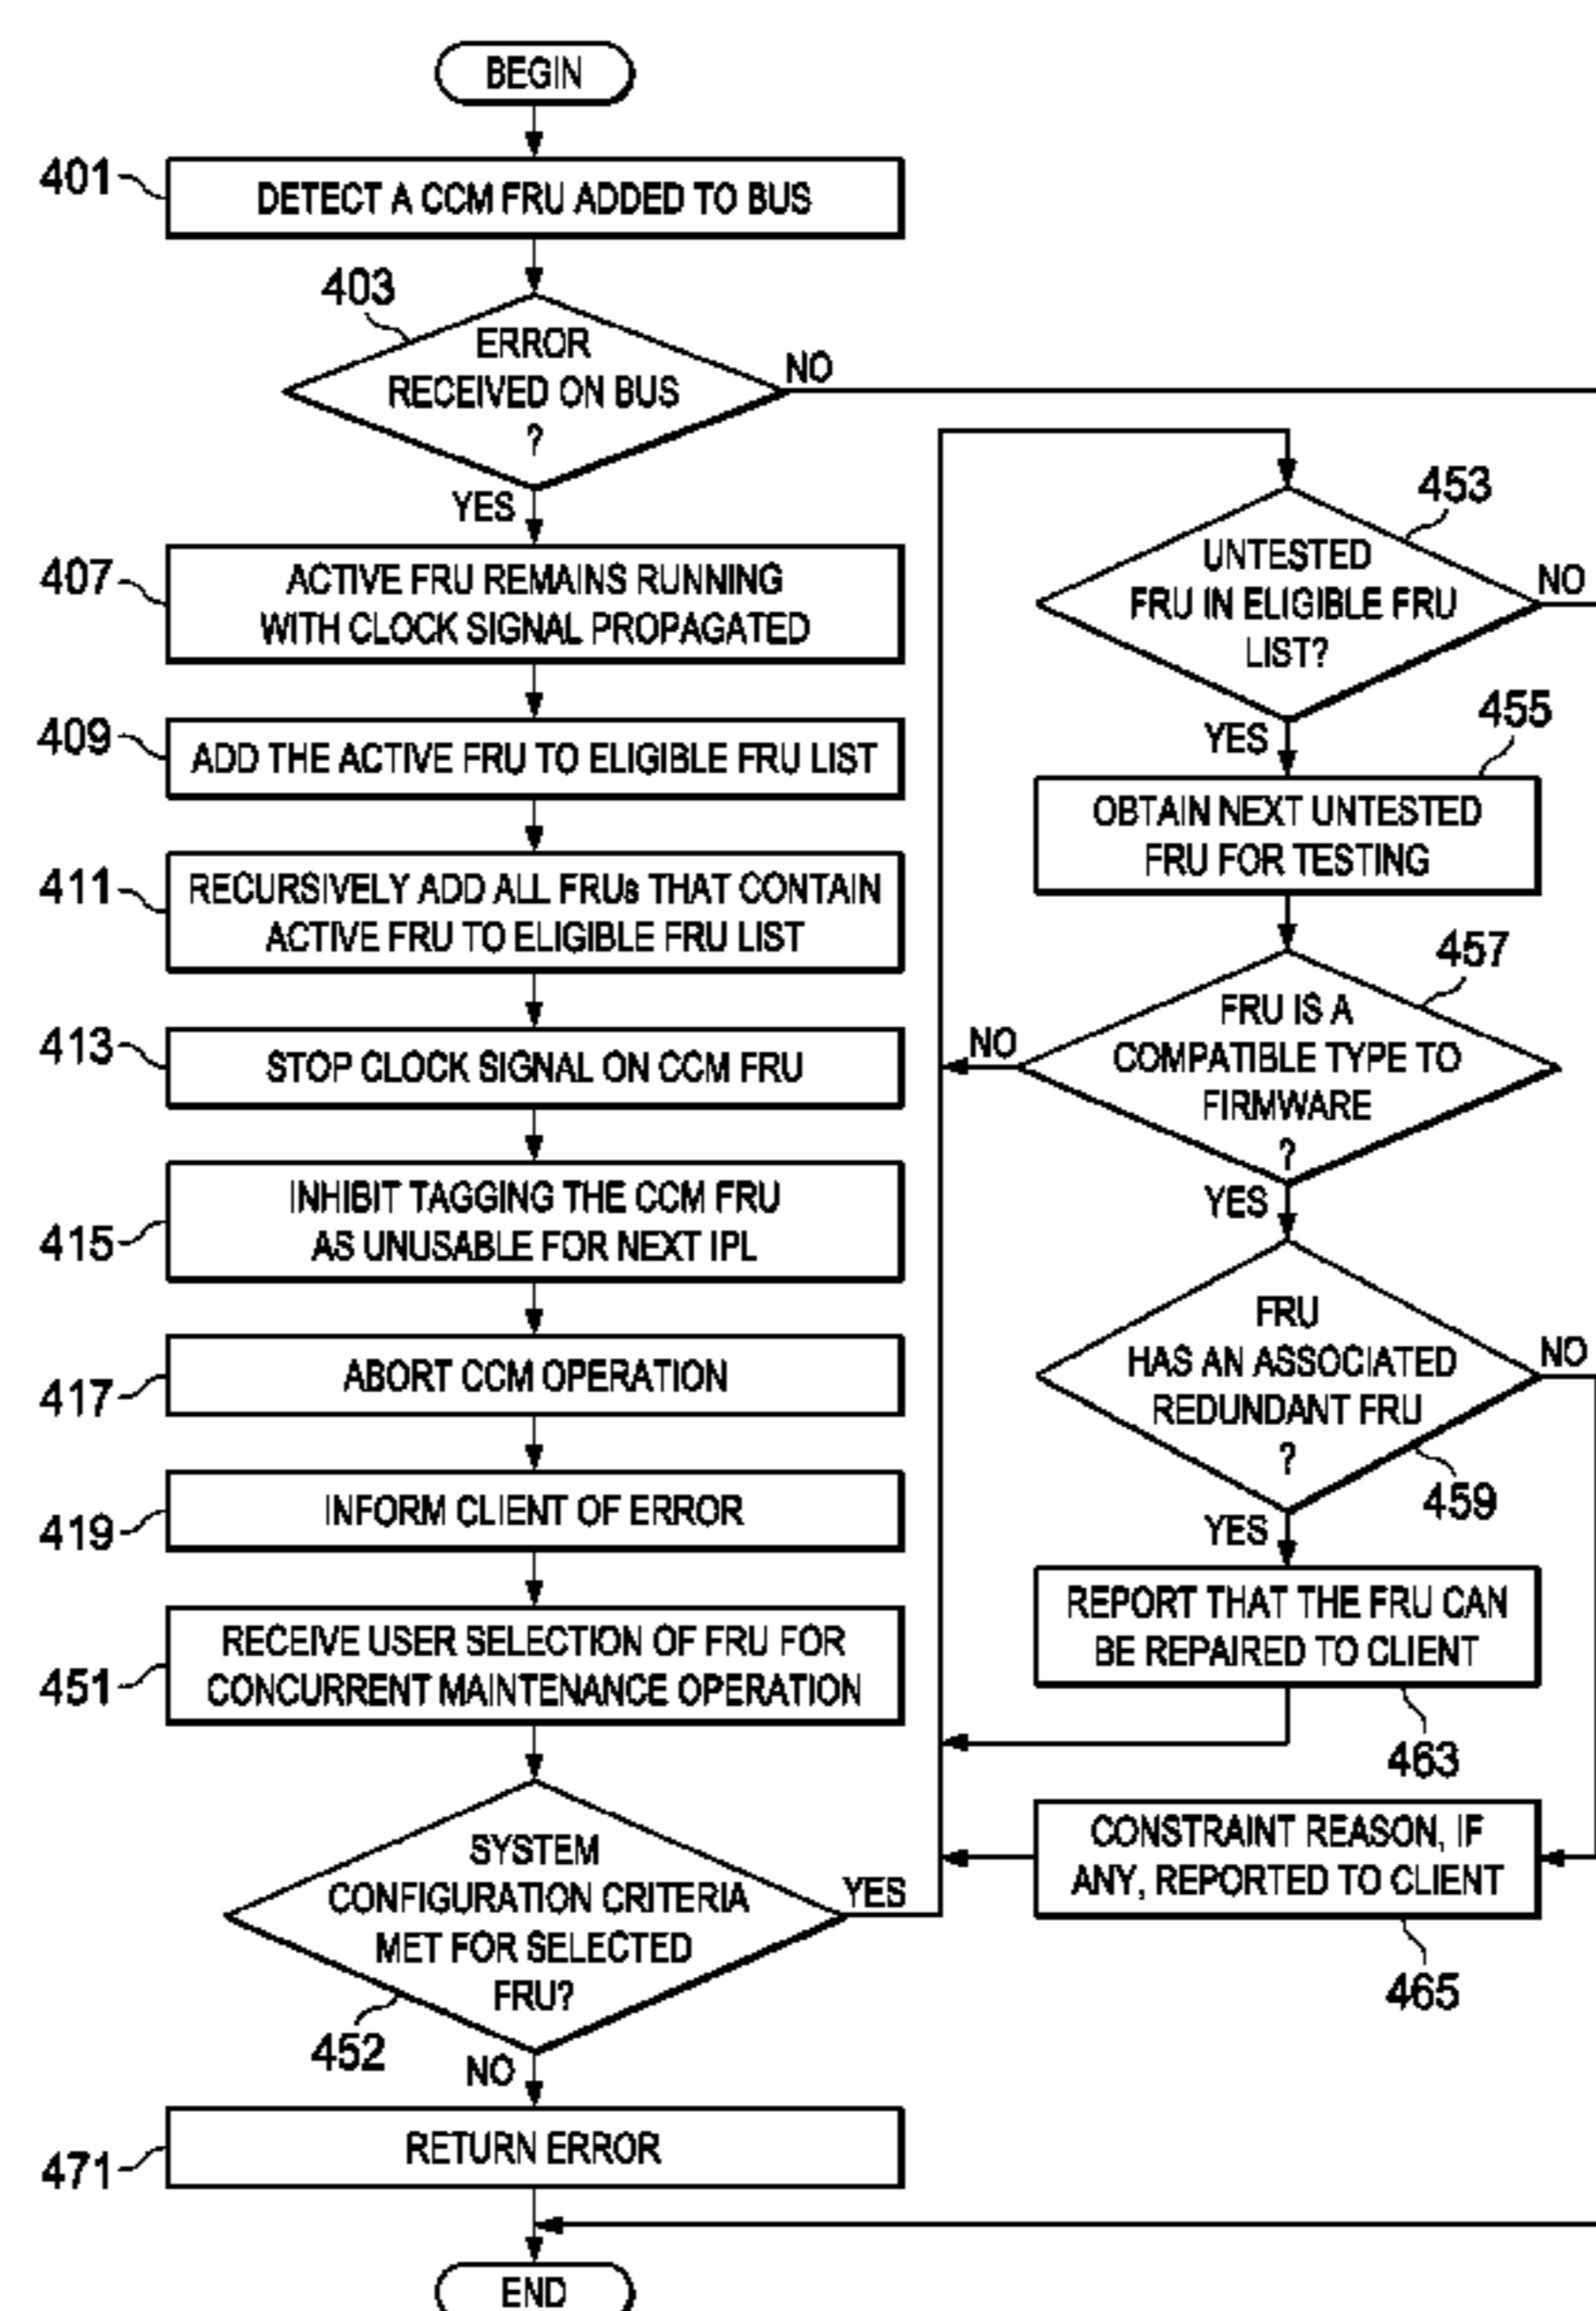 BEGIN
401
DETECT A CCM FRU ADDED TO BUS
403
ERROR
RECEIVED ON BUS
?
NO
YES
407
ACTIVE FRU REMAINS RUNNING
WITH CLOCK SIGNAL PROPAGATED
409
ADD THE ACTIVE FRU TO ELIGIBLE FRU LIST
411
RECURSIVELY ADD ALL FRUs THAT CONTAIN
ACTIVE FRU TO ELIGIBLE FRU LIST
413
STOP CLOCK SIGNAL ON CCM FRU
415
INHIBIT TAGGING THE CCM FRU
AS UNUSABLE FOR NEXT IPL
417
ABORT CCM OPERATION
419
INFORM CLIENT OF ERROR
451
RECEIVE USER SELECTION OF FRU FOR
CONCURRENT MAINTENANCE OPERATION
SYSTEM
CONFIGURATION CRITERIA
MET FOR SELECTED
FRU?
YES
452
NO
471
RETURN ERROR
END
453
UNTESTED
FRU IN ELIGIBLE FRU
LIST?
NO
YES
455
OBTAIN NEXT UNTESTED
FRU FOR TESTING
457
FRU IS A
COMPATIBLE TYPE TO
FIRMWARE
?
NO
YES
FRU
HAS AN ASSOCIATED
REDUNDANT FRU
?
NO
459
YES
REPORT THAT THE FRU CAN
BE REPAIRED TO CLIENT
463
CONSTRAINT REASON, IF
ANY, REPORTED TO CLIENT
465